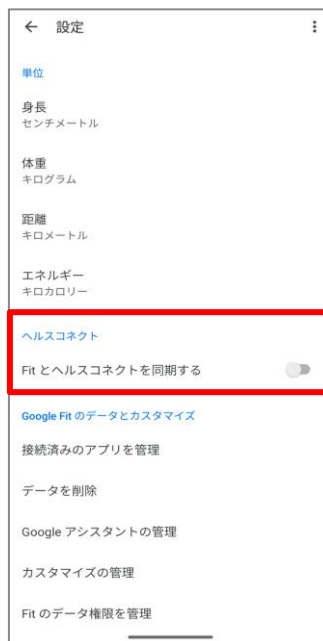 設定
単位
身長
センチメートル
体重
キログラム
距離
キロメートル
エネルギー
キロカロリー
ヘルスコネクト
Fit とヘルスコネクトを同期する
Google Fit のデータとカスタマイズ
接続済みのアプリを管理
データを削除
Google アシスタントの管理
カスタマイズの管理
Fit のデータ権限を管理